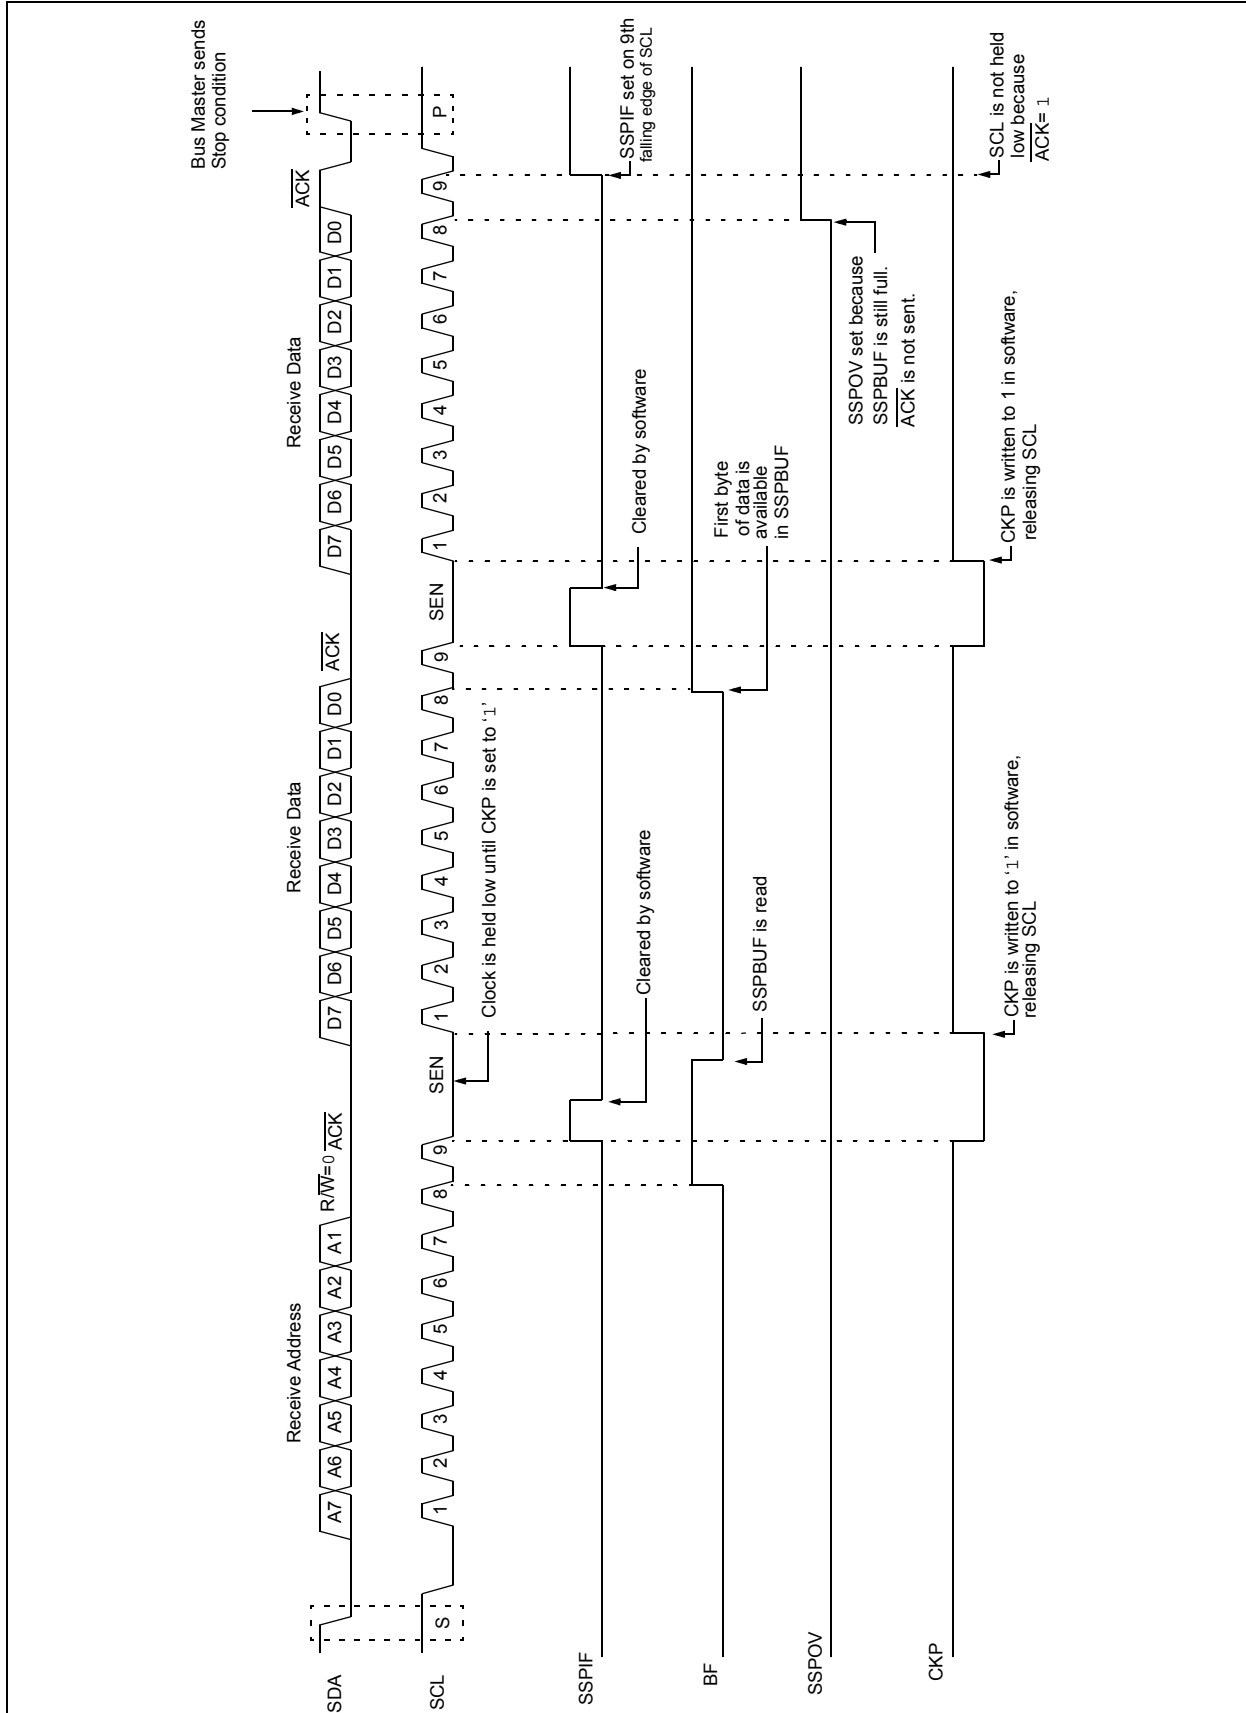 Bus Master sends
Stop condition
Receive Address
Receive Data
Receive Data
SDA
A7 A6 A5 A4 A3 A2 A1
R/W=0 ACK
D7 D6 D5 D4 D3 D2 D1 D0
ACK
D7 D6 D5 D4 D3 D2 D1 D0
ACK
SCL
S
1 2 3 4 5 6 7 8 9
SEN
1 2 3 4 5 6 7 8 9
SEN
1 2 3 4 5 6 7 8 9
P
Clock is held low until CKP is set to ‘1’
SSPIF
Cleared by software
Cleared by software
SSPIF set on 9th
falling edge of SCL
BF
SSPBUF is read
First byte
of data is
available
in SSPBUF
SSPOV
SSPOV set because
SSPBUF is still full.
ACK is not sent.
CKP
CKP is written to ‘1’ in software,
releasing SCL
CKP is written to 1 in software,
releasing SCL
SCL is not held
low because
ACK= 1